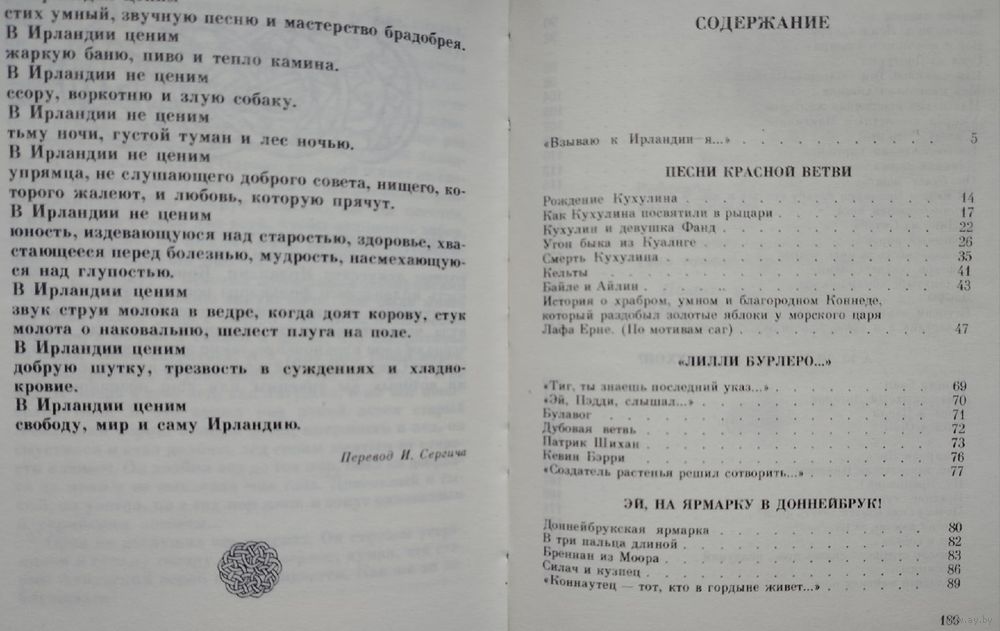 стих умный, звучную песню и мастерство брадобрея.
В Ирландии ценим
жаркую баню, пиво и тепло камина.
В Ирландии не ценим
ссору, воркотню и злую собаку.
В Ирландии не ценим
тьму ночи, густой туман и лес ночью.
В Ирландии не ценим
упрямца, не слушающего доброго совета, нищего, ко-
торого жалеют, и любовь, которую прячут.
В Ирландии не ценим
юность, издевающуюся над старостью, здоровье, хва-
стающееся перед болезнью, мудрость, насмехающую-
ся над глупостью.
В Ирландии ценим
звук струи молока в ведре, когда доят корову, стук
молота о наковальню, шелест плуга на поле.
В Ирландии ценим
добрую шутку, трезвость в суждениях и хладно-
кровие.
В Ирландии ценим
свободу, мир и саму Ирландию.
Перевод И. Сергича
СОДЕРЖАНИЕ
«Взываю к Ирландии я...» . . . . . . . . . . 5
ПЕСНИ КРАСНОЙ ВЕТВИ
Рождение Кухулина . . . . . . . . . . . . 14
Как Кухулина посвятили в рыцари . . . . . . . . 17
Кухулин и девушка Фанд . . . . . . . . . . 22
Угон быка из Куалнге . . . . . . . . . . . 26
Смерть Кухулина . . . . . . . . . . . . . 35
Кельты . . . . . . . . . . . . . . . 41
Байле и Айлин . . . . . . . . . . . . . 43
История о храбром, умном и благородном Коннеде,
который раздобыл золотые яблоки у морского царя
Лафа Ерне. (По мотивам саг) . . . . . . . . . 47
«ЛИЛЛИ БУРЛЕРО...»
«Тиг, ты знаешь последний указ...» . . . . . . . . 69
«Эй, Пэдди, слышал...» . . . . . . . . . . . 70
Булавог . . . . . . . . . . . . . . . 71
Дубовая ветвь . . . . . . . . . . . . . 72
Патрик Шихан . . . . . . . . . . . . . 73
Кевин Бэрри . . . . . . . . . . . . . . 76
«Создатель растенья решил сотворить...» . . . . . . 77
ЭЙ, НА ЯРМАРКУ В ДОННЕЙБРУК!
Доннейбрукская ярмарка . . . . . . . . . . 80
В три пальца длиной . . . . . . . . . . . 82
Бреннан из Моора . . . . . . . . . . . . 83
Силач и кузнец . . . . . . . . . . . . . 86
«Коннаутец — тот, кто в гордыне живет...» . . . . . 89
www.ay.by